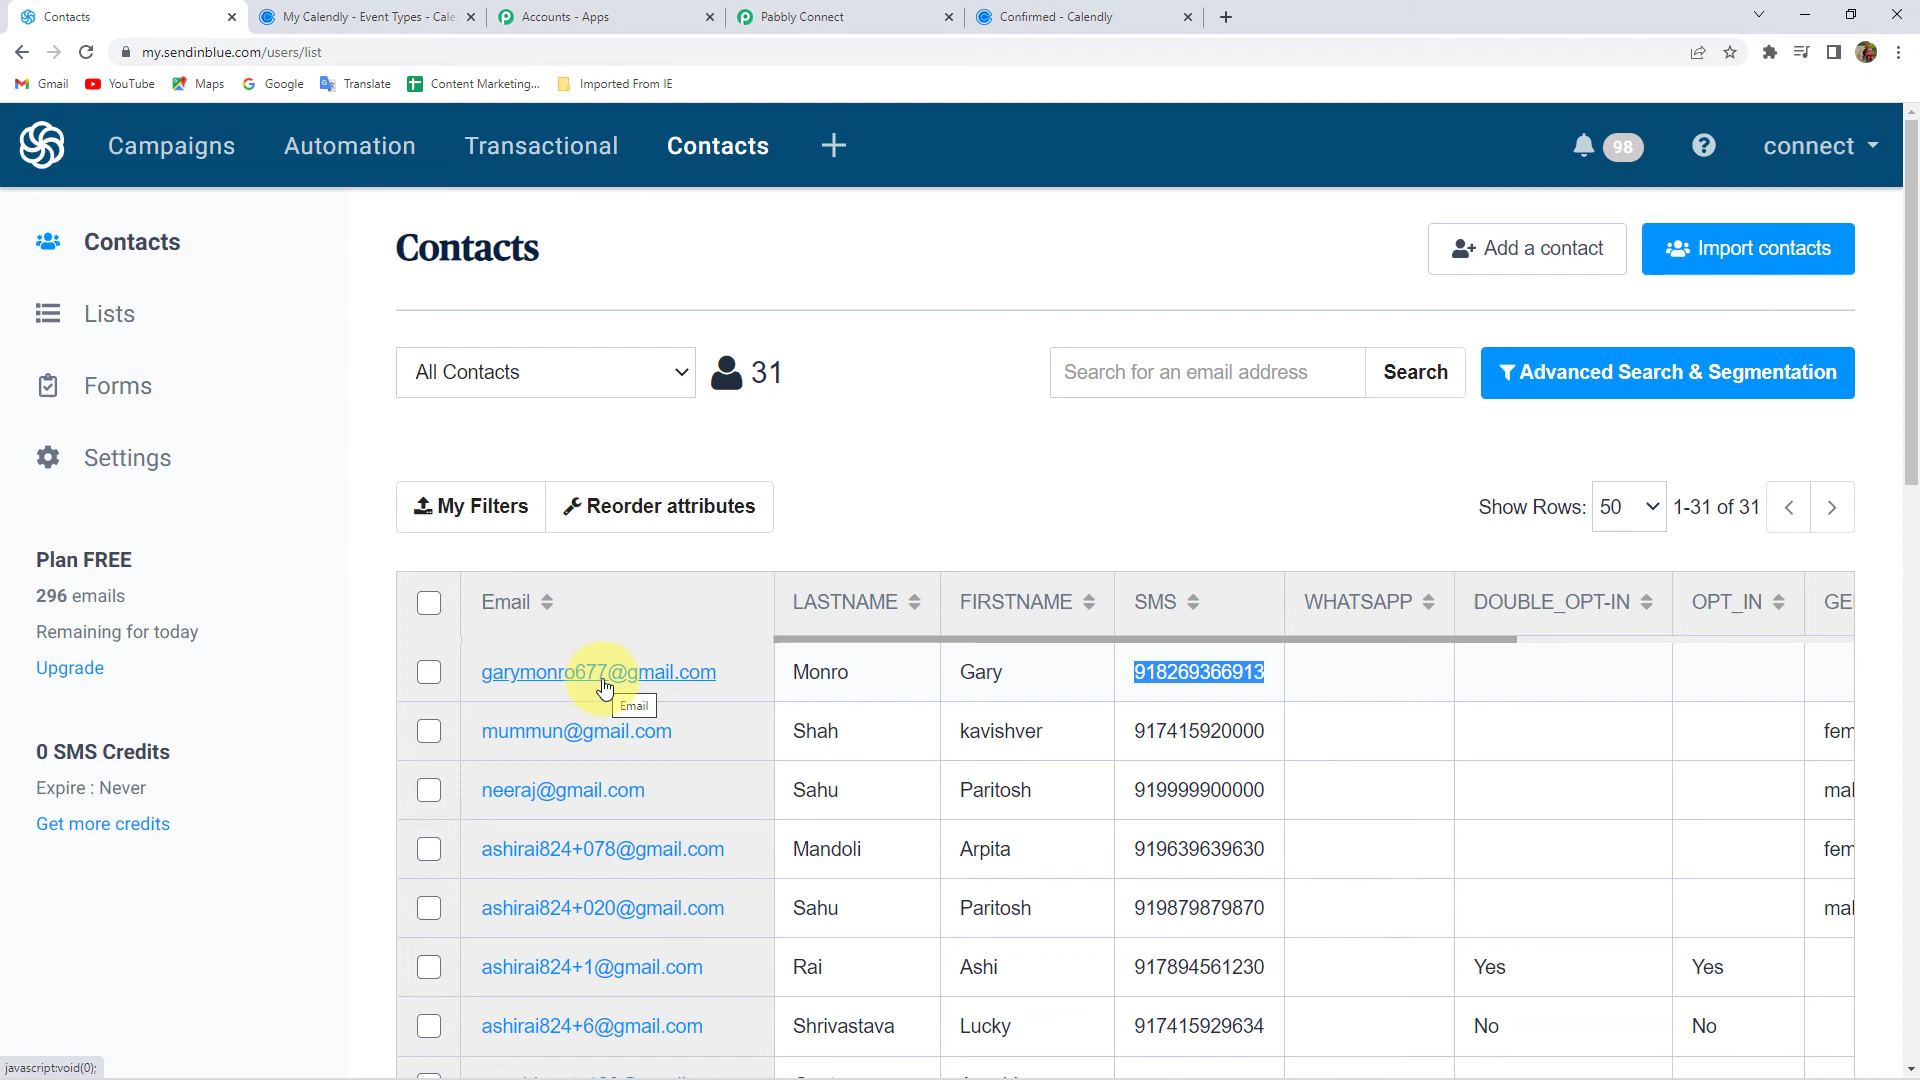 Contacts
My Calendly - Event Types - Cale
Accounts - Apps
Pabbly Connect
Confirmed - Calendly
my.sendinblue.com/users/list
Gmail
YouTube
Maps
Google
Translate
Content Marketing...
Imported From IE
Campaigns
Automation
Transactional
Contacts
98
connect
Contacts
Lists
Forms
Settings
Plan FREE
296 emails
Remaining for today
Upgrade
0 SMS Credits
Expire : Never
Get more credits
Contacts
Add a contact
Import contacts
All Contacts
31
Search for an email address
Search
Advanced Search & Segmentation
My Filters
Reorder attributes
Show Rows: 50 1-31 of 31
Email LASTNAME FIRSTNAME SMS WHATSAPP DOUBLE_OPT-IN OPT_IN GE
garymonro677@gmail.com Monro Gary 918269366913
Email
mummun@gmail.com Shah kavishver 917415920000 fem
neeraj@gmail.com Sahu Paritosh 919999900000 mal
ashirai824+078@gmail.com Mandoli Arpita 919639639630 fem
ashirai824+020@gmail.com Sahu Paritosh 919879879870 mal
ashirai824+1@gmail.com Rai Ashi 917894561230 Yes Yes
ashirai824+6@gmail.com Shrivastava Lucky 917415929634 No No
javascript:void(0);